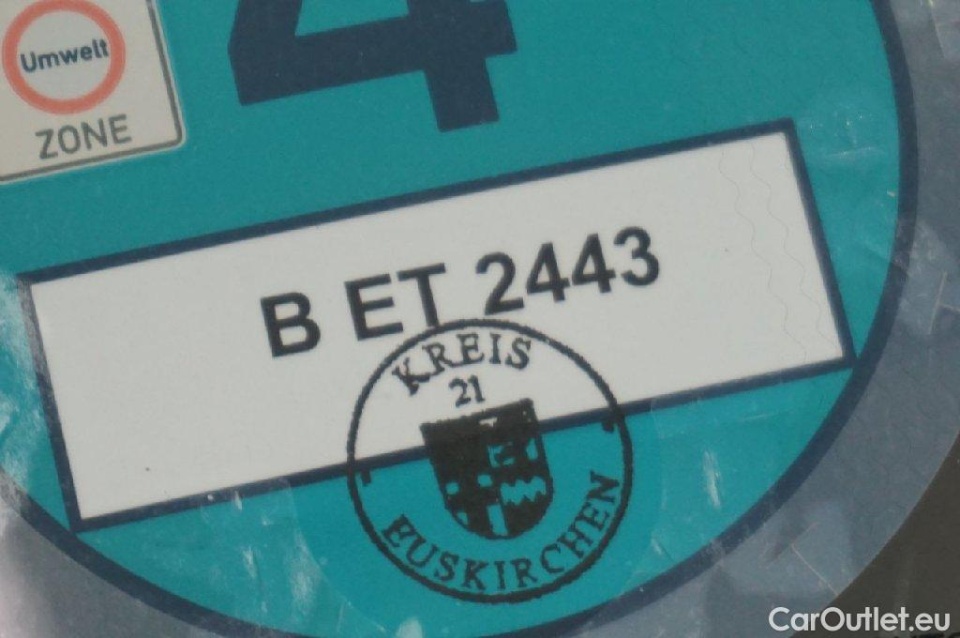 4
Umwelt
ZONE
B ET 2443
KREIS
21
EUSKIRCHEN
CarOutlet.eu